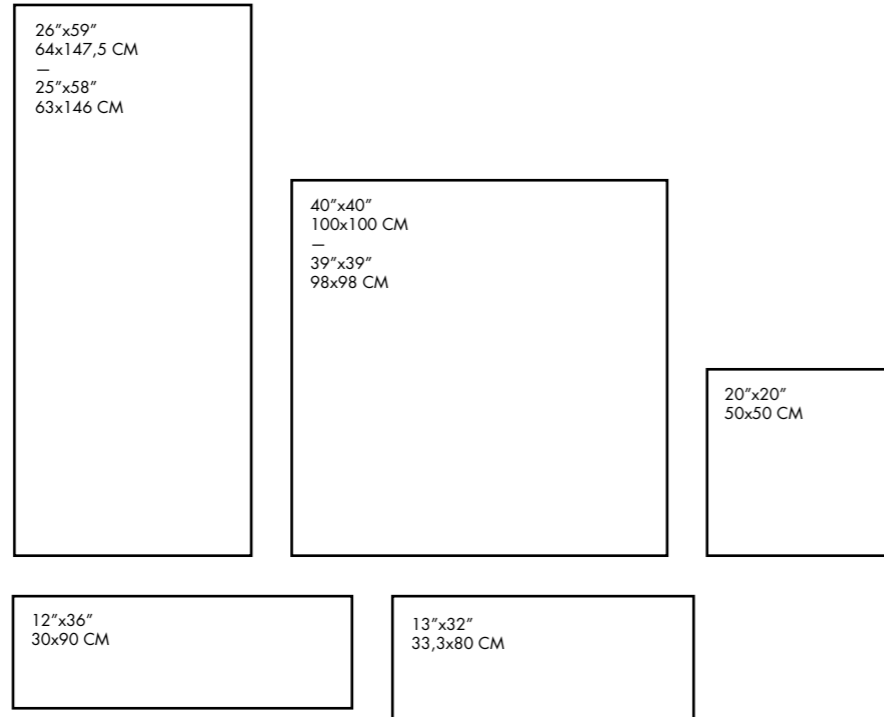 26"x59"
64x147,5 CM
—
25"x58"
63x146 CM
40"x40"
100x100 CM
—
39"x39"
98x98 CM
20"x20"
50x50 CM
12"x36"
30x90 CM
13"x32"
33,3x80 CM